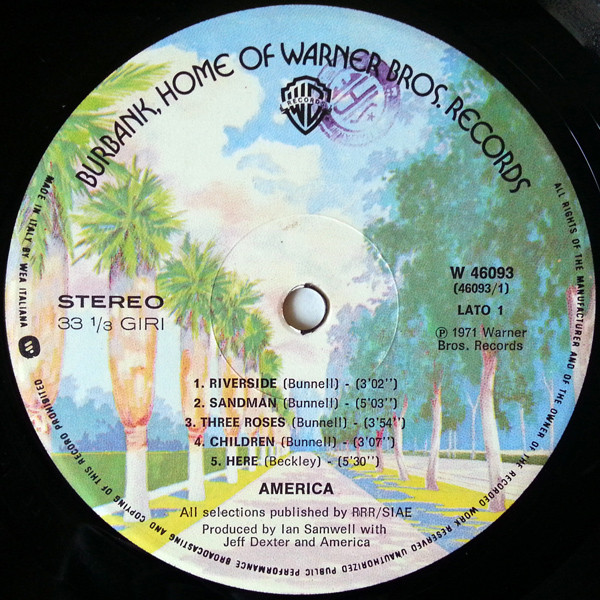 BURBANK, HOME OF WARNER BROS. RECORDS
RECORDS
STEREO
33 1/3 GIRI
W 46093
(46093/1)
LATO 1
Ⓟ 1971 Warner
Bros. Records
1. RIVERSIDE (Bunnell) - (3'02'')
2. SANDMAN (Bunnell) - (5'03'')
3. THREE ROSES (Bunnell) - (3'54'')
4. CHILDREN (Bunnell) - (3'07'')
5. HERE (Beckley) - (5'30'')
AMERICA
All selections published by RRR/SIAE
Produced by Ian Samwell with
Jeff Dexter and America
MADE IN ITALY BY WEA ITALIANA
ALL RIGHTS OF THE MANUFACTURER AND OF THE OWNER OF THE RECORDED WORK RESERVED UNAUTHORIZED PUBLIC PERFORMANCE BROADCASTING AND COPYING OF THIS RECORD PROHIBITED